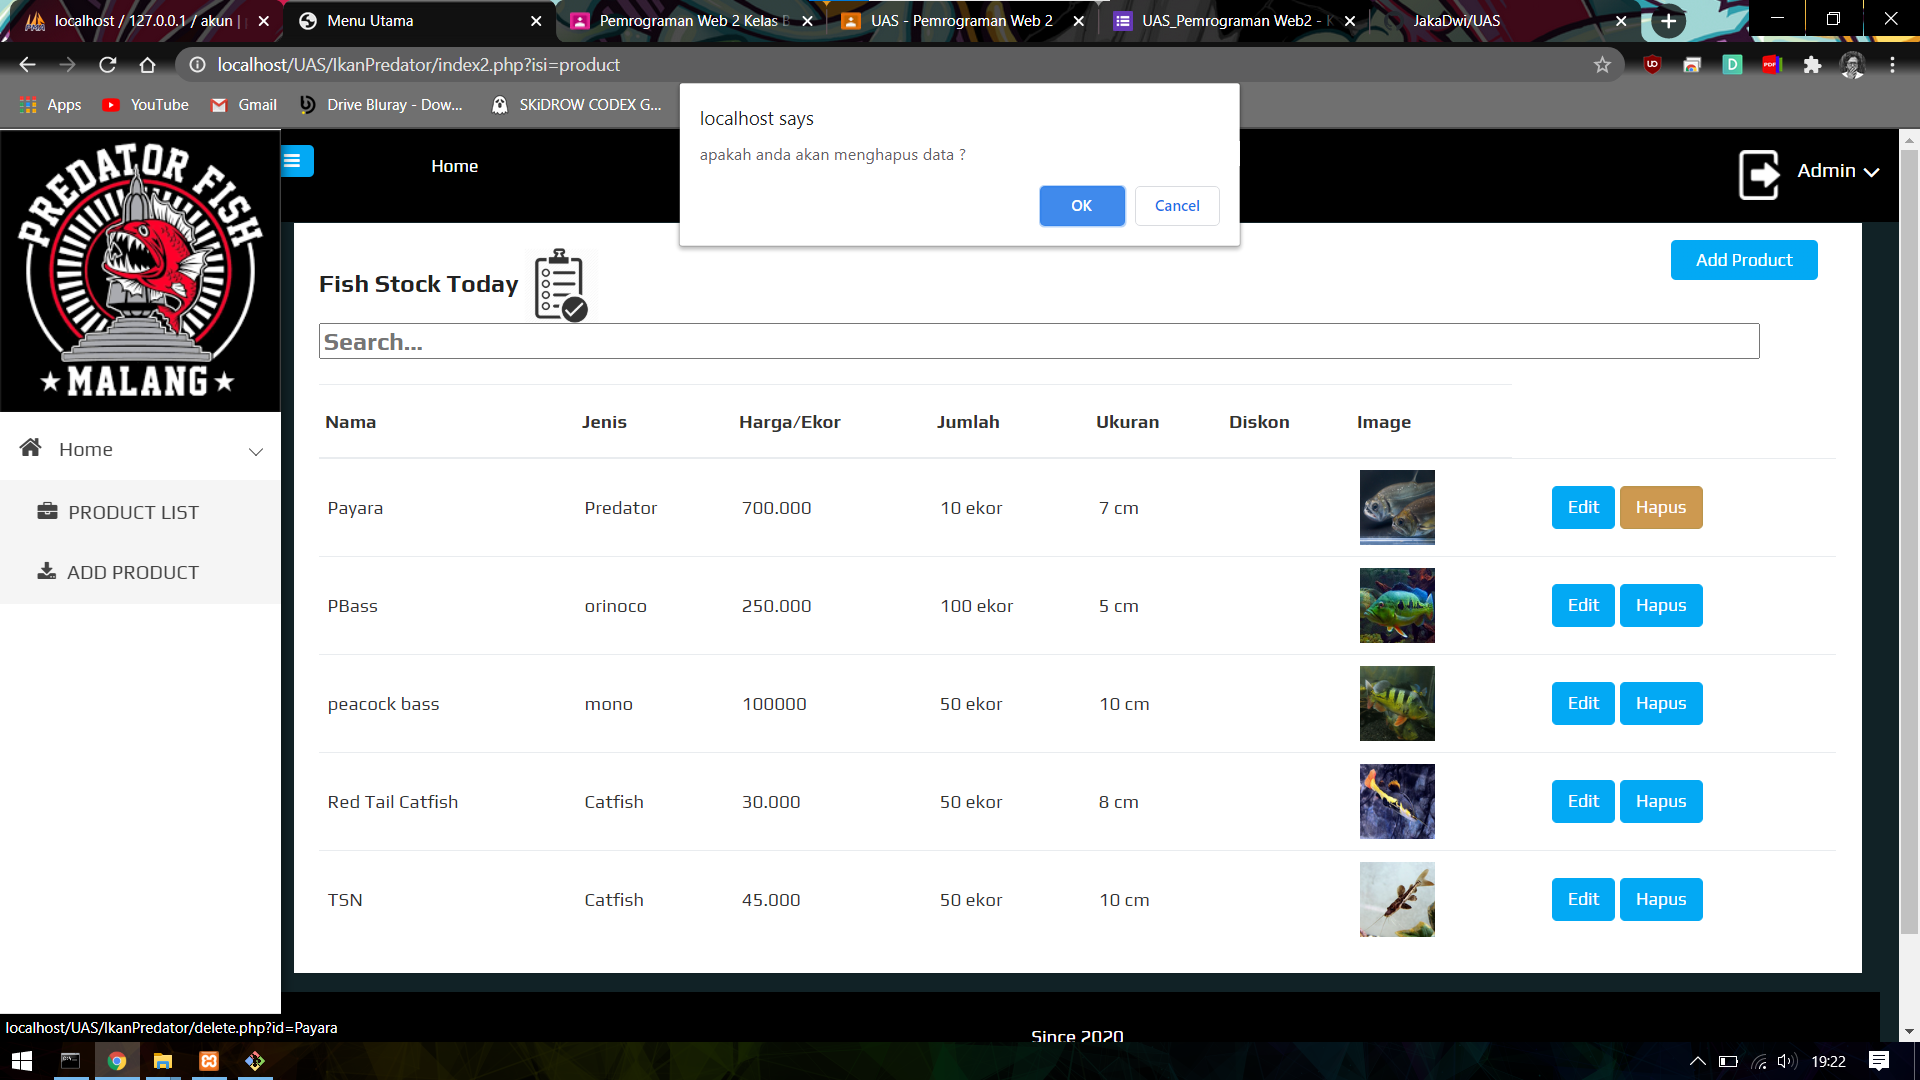 localhost / 127.0.0.1 / akun |
Menu Utama
Pemrograman Web 2 Kelas
UAS - Pemrograman Web 2
UAS_Pemrograman Web2 -
JakaDwi/UAS
localhost/UAS/IkanPredator/index2.php?isi=product
Apps
YouTube
Gmail
Drive Bluray - Dow...
SKiDROW CODEX G...
localhost says
apakah anda akan menghapus data ?
OK
Cancel
PREDATOR FISH
MALANG
Home
Admin
Home
PRODUCT LIST
ADD PRODUCT
Fish Stock Today
Add Product
Search...
Nama Jenis Harga/Ekor Jumlah Ukuran Diskon Image
Payara Predator 700.000 10 ekor 7 cm Edit Hapus
PBass orinoco 250.000 100 ekor 5 cm Edit Hapus
peacock bass mono 100000 50 ekor 10 cm Edit Hapus
Red Tail Catfish Catfish 30.000 50 ekor 8 cm Edit Hapus
TSN Catfish 45.000 50 ekor 10 cm Edit Hapus
Since 2020
localhost/UAS/IkanPredator/delete.php?id=Payara
19:22